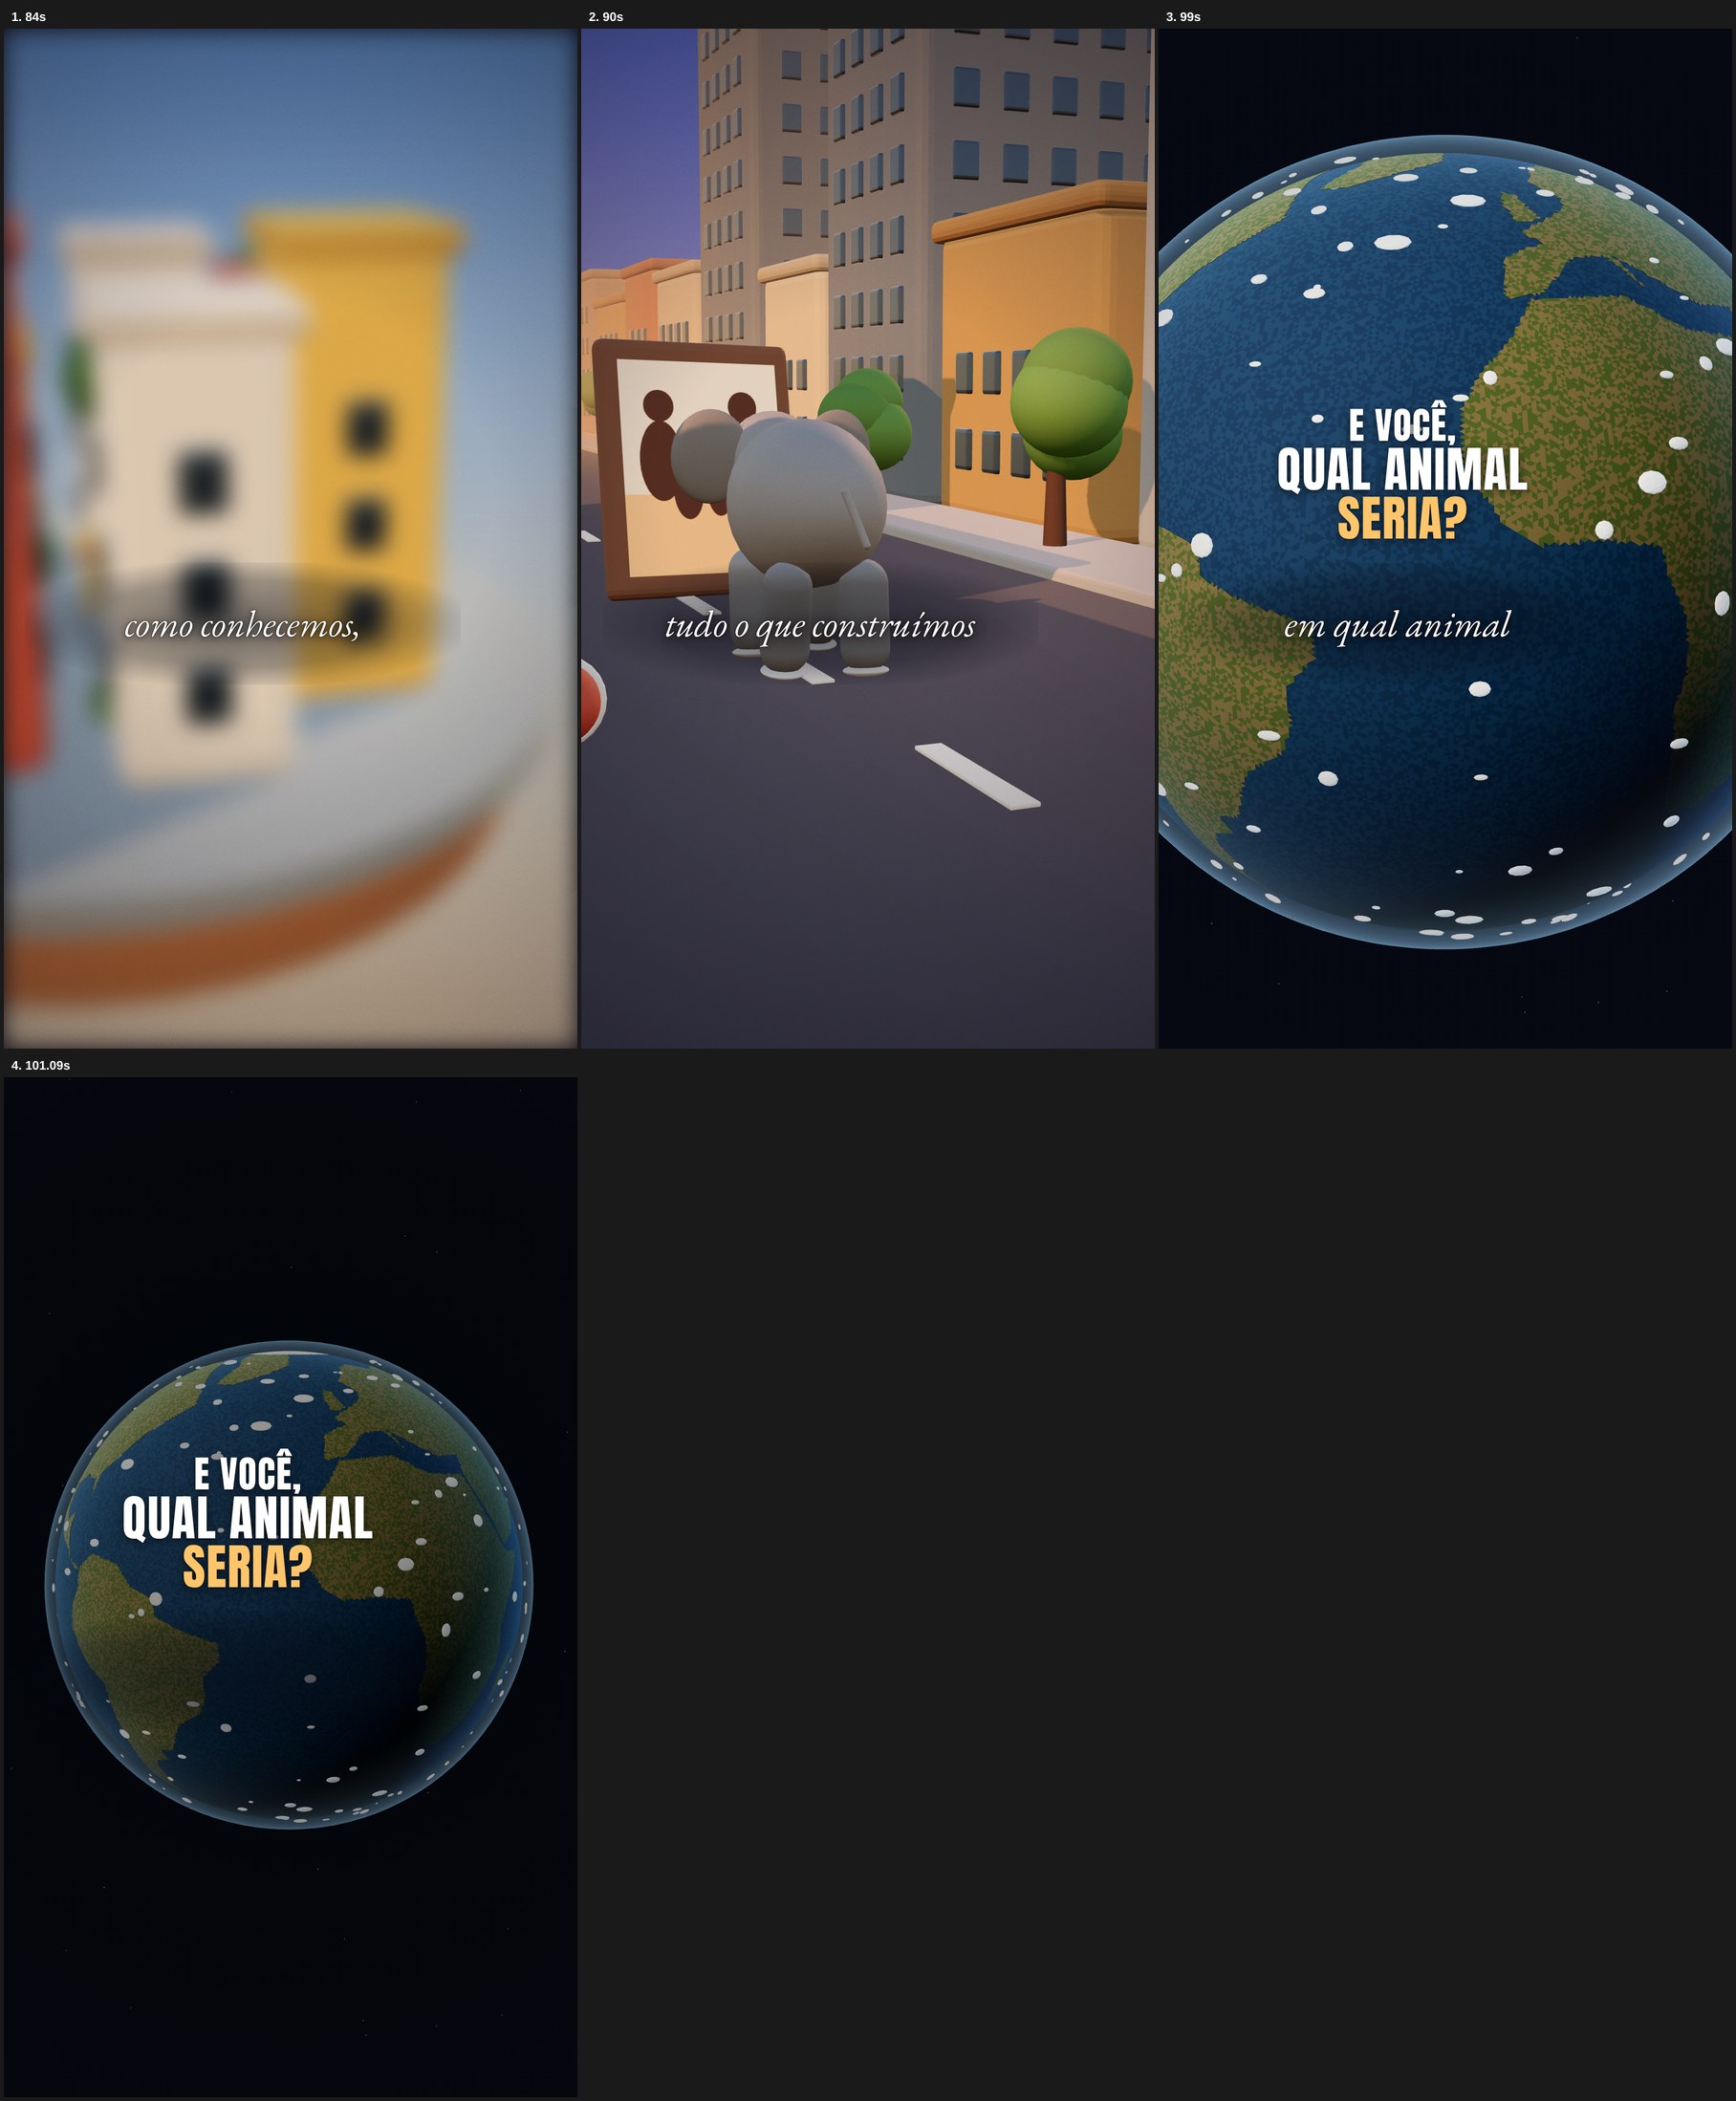 1. 84s
2. 90s
3. 99s
como conhecemos,
tudo o que construímos
E VOCÊ,
QUAL ANIMAL
SERIA?
em qual animal
4. 101.09s
E VOCÊ,
QUAL ANIMAL
SERIA?